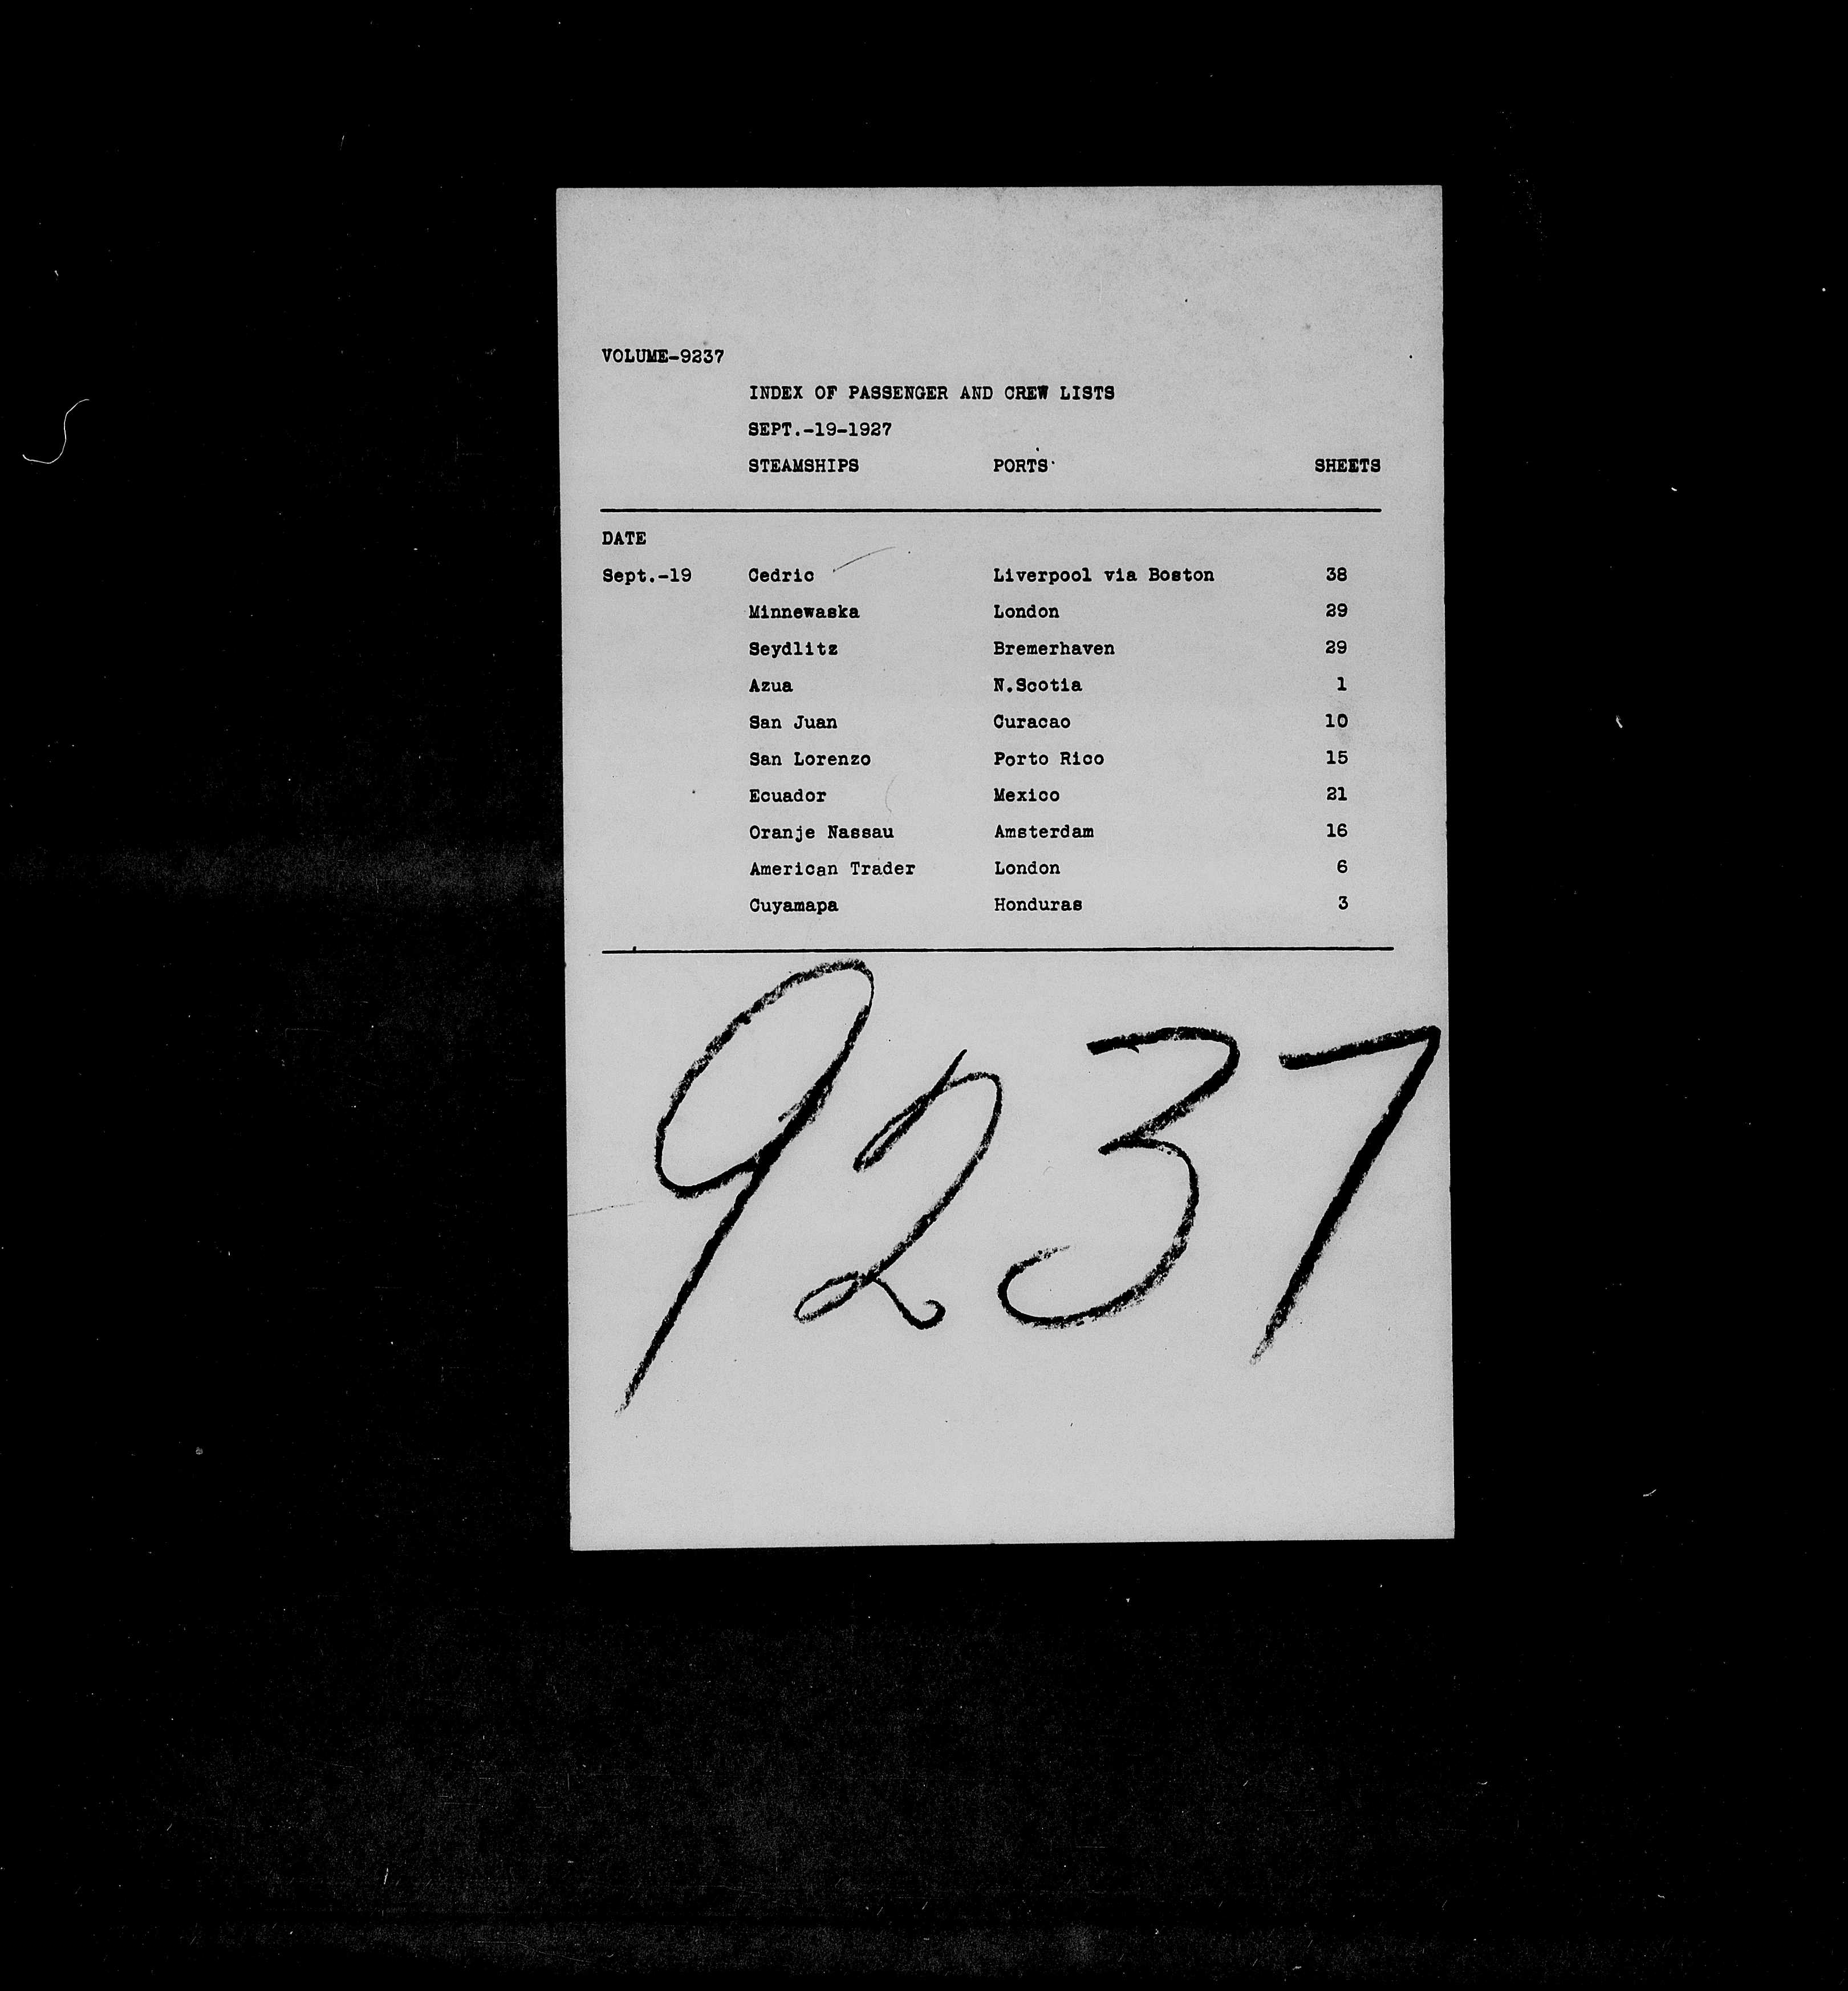 VOLUME-9237
INDEX OF PASSENGER AND CREW LISTS
SEPT.-19-1927
STEAMSHIPS PORTS SHEETS
DATE
Sept.-19 Cedric Liverpool via Boston 38
Minnewaska London 29
Seydlitz Bremerhaven 29
Azua N.Scotia 1
San Juan Curacao 10
San Lorenzo Porto Rico 15
Ecuador Mexico 21
Oranje Nassau Amsterdam 16
American Trader London 6
Cuyamapa Honduras 3
9237